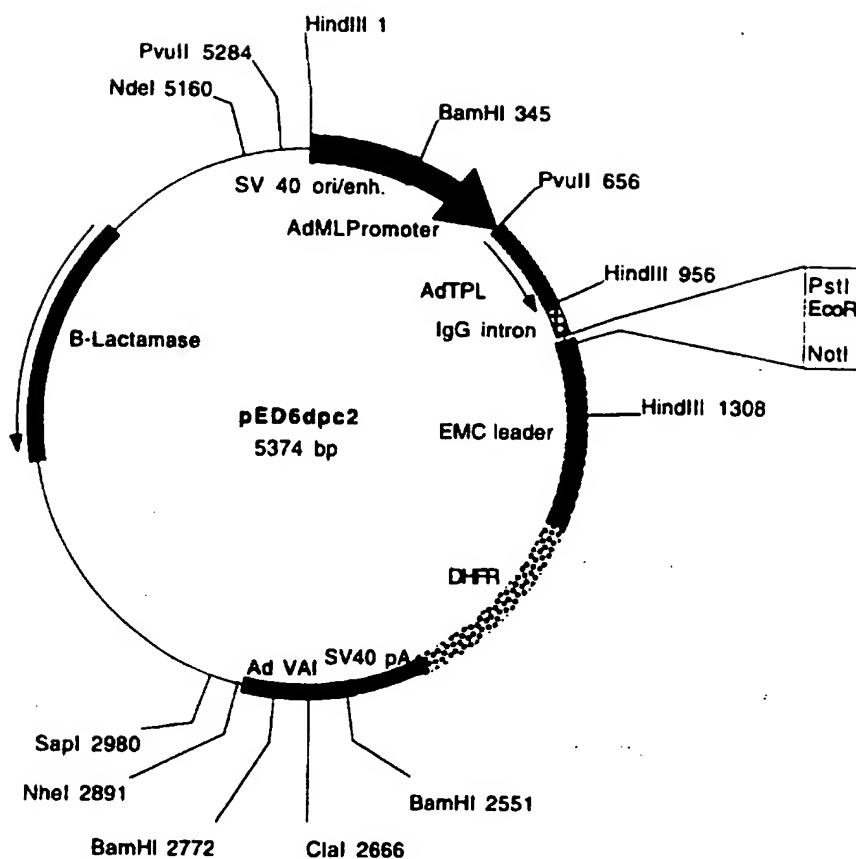 HindIII 1
PvuII 5284
NdeI 5160
BamHI 345
SV 40 ori/enh.
PvuII 656
AdMLPromoter
HindIII 956
AdTPL
PstI
EcoR
IgG intron
NotI
B-Lactamase
pED6dpc2
5374 bp
EMC leader
HindIII 1308
DHFR
Ad VAI
SV40 pA
SapI 2980
NheI 2891
BamHI 2551
BamHI 2772
ClaI 2666